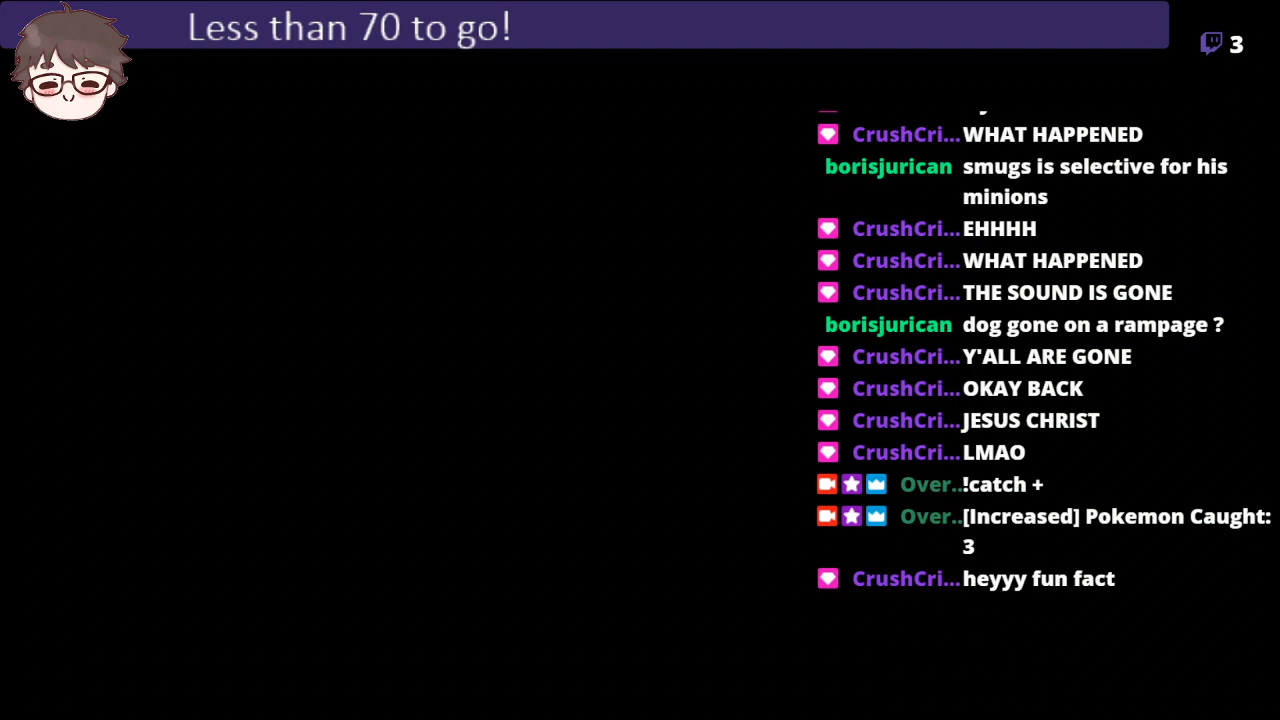 Less than 70 to go!
3
CrushCri... WHAT HAPPENED
borisjurican smugs is selective for his
minions
CrushCri... EHHHH
CrushCri... WHAT HAPPENED
CrushCri... THE SOUND IS GONE
borisjurican dog gone on a rampage ?
CrushCri... Y'ALL ARE GONE
CrushCri... OKAY BACK
CrushCri... JESUS CHRIST
CrushCri... LMAO
Over.. !catch +
Over.. [Increased] Pokemon Caught:
3
CrushCri... heyyy fun fact